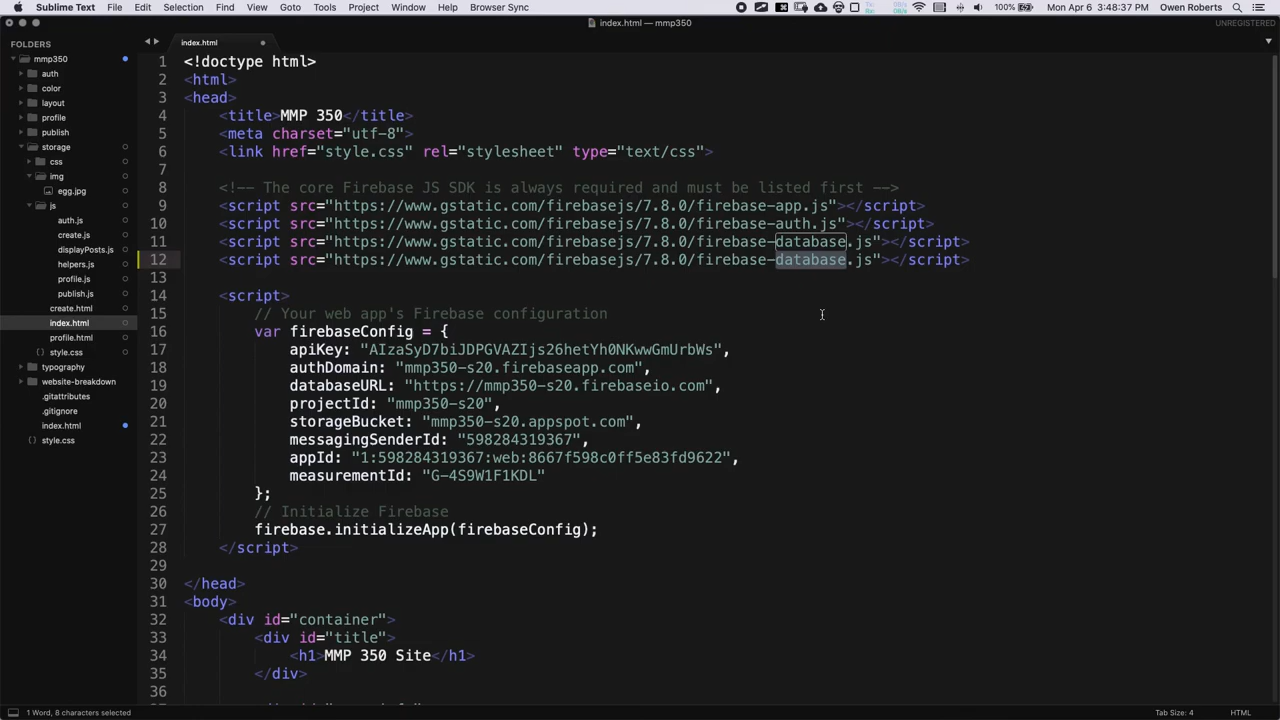 Sublime Text File Edit Selection Find View Goto Tools Project Window Help Browser Sync 100% Mon Apr 6 3:48:37 PM Owen Roberts
index.html — mmp350
UNREGISTERED
FOLDERS
mmp350
auth
color
layout
profile
publish
storage
css
img
egg.jpg
js
auth.js
create.js
displayPosts.js
helpers.js
profile.js
publish.js
create.html
index.html
profile.html
style.css
typography
website-breakdown
.gitattributes
.gitignore
index.html
style.css
index.html
1 <!doctype html>
2 <html>
3 <head>
4 <title>MMP 350</title>
5 <meta charset="utf-8">
6 <link href="style.css" rel="stylesheet" type="text/css">
7
8 <!-- The core Firebase JS SDK is always required and must be listed first -->
9 <script src="https://www.gstatic.com/firebasejs/7.8.0/firebase-app.js"></script>
10 <script src="https://www.gstatic.com/firebasejs/7.8.0/firebase-auth.js"></script>
11 <script src="https://www.gstatic.com/firebasejs/7.8.0/firebase-database.js"></script>
12 <script src="https://www.gstatic.com/firebasejs/7.8.0/firebase-database.js"></script>
13
14 <script>
15 // Your web app's Firebase configuration
16 var firebaseConfig = {
17 apiKey: "AIzaSyD7biJDPGVAZIjs26hetYh0NKwwGmUrbWs",
18 authDomain: "mmp350-s20.firebaseapp.com",
19 databaseURL: "https://mmp350-s20.firebaseio.com",
20 projectId: "mmp350-s20",
21 storageBucket: "mmp350-s20.appspot.com",
22 messagingSenderId: "598284319367",
23 appId: "1:598284319367:web:8667f598c0ff5e83fd9622",
24 measurementId: "G-4S9W1F1KDL"
25 };
26 // Initialize Firebase
27 firebase.initializeApp(firebaseConfig);
28 </script>
29
30 </head>
31 <body>
32 <div id="container">
33 <div id="title">
34 <h1>MMP 350 Site</h1>
35 </div>
36
1 Word, 8 characters selected
Tab Size: 4 HTML